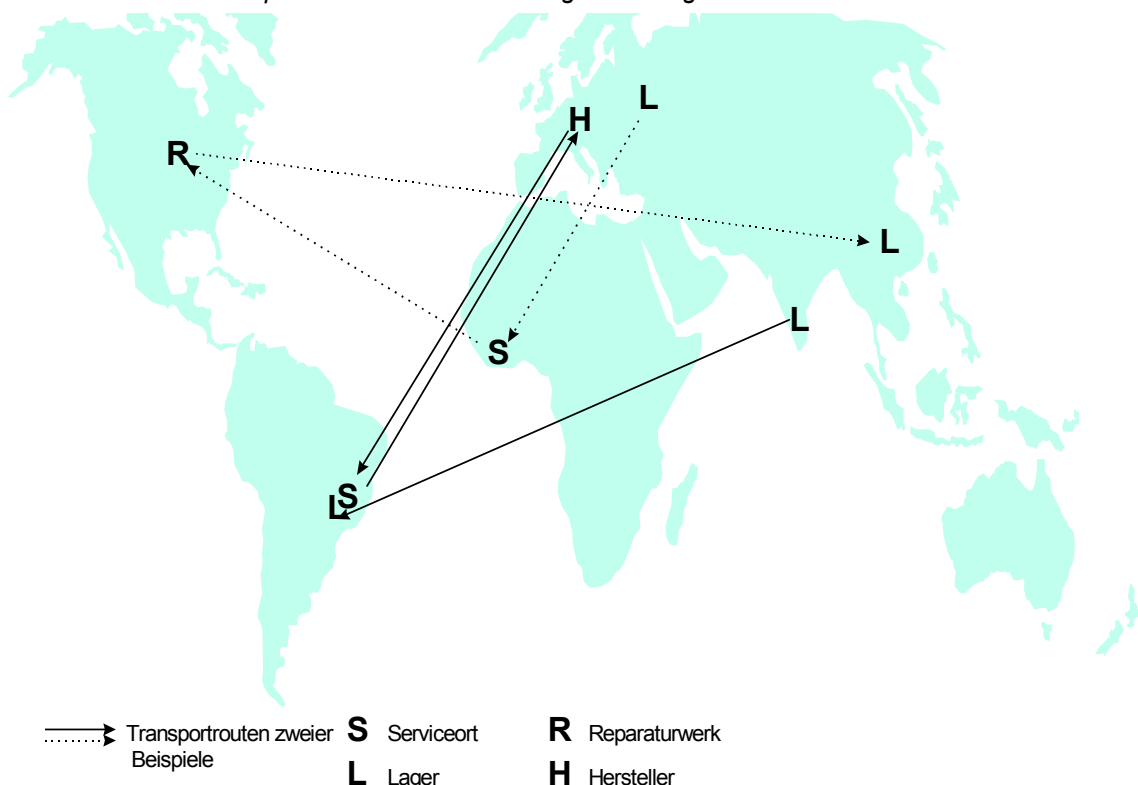 L
H
R
L
L
S
S
L
Transportrouten zweier S Serviceort R Reparaturwerk
Beispiele
L Lager H Hersteller